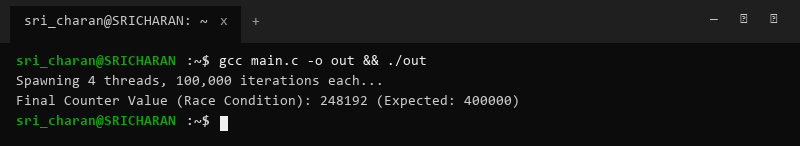 sri_charan@SRICHARAN: ~ x +
sri_charan@SRICHARAN :~$ gcc main.c -o out && ./out
Spawning 4 threads, 100,000 iterations each...
Final Counter Value (Race Condition): 248192 (Expected: 400000)
sri_charan@SRICHARAN :~$